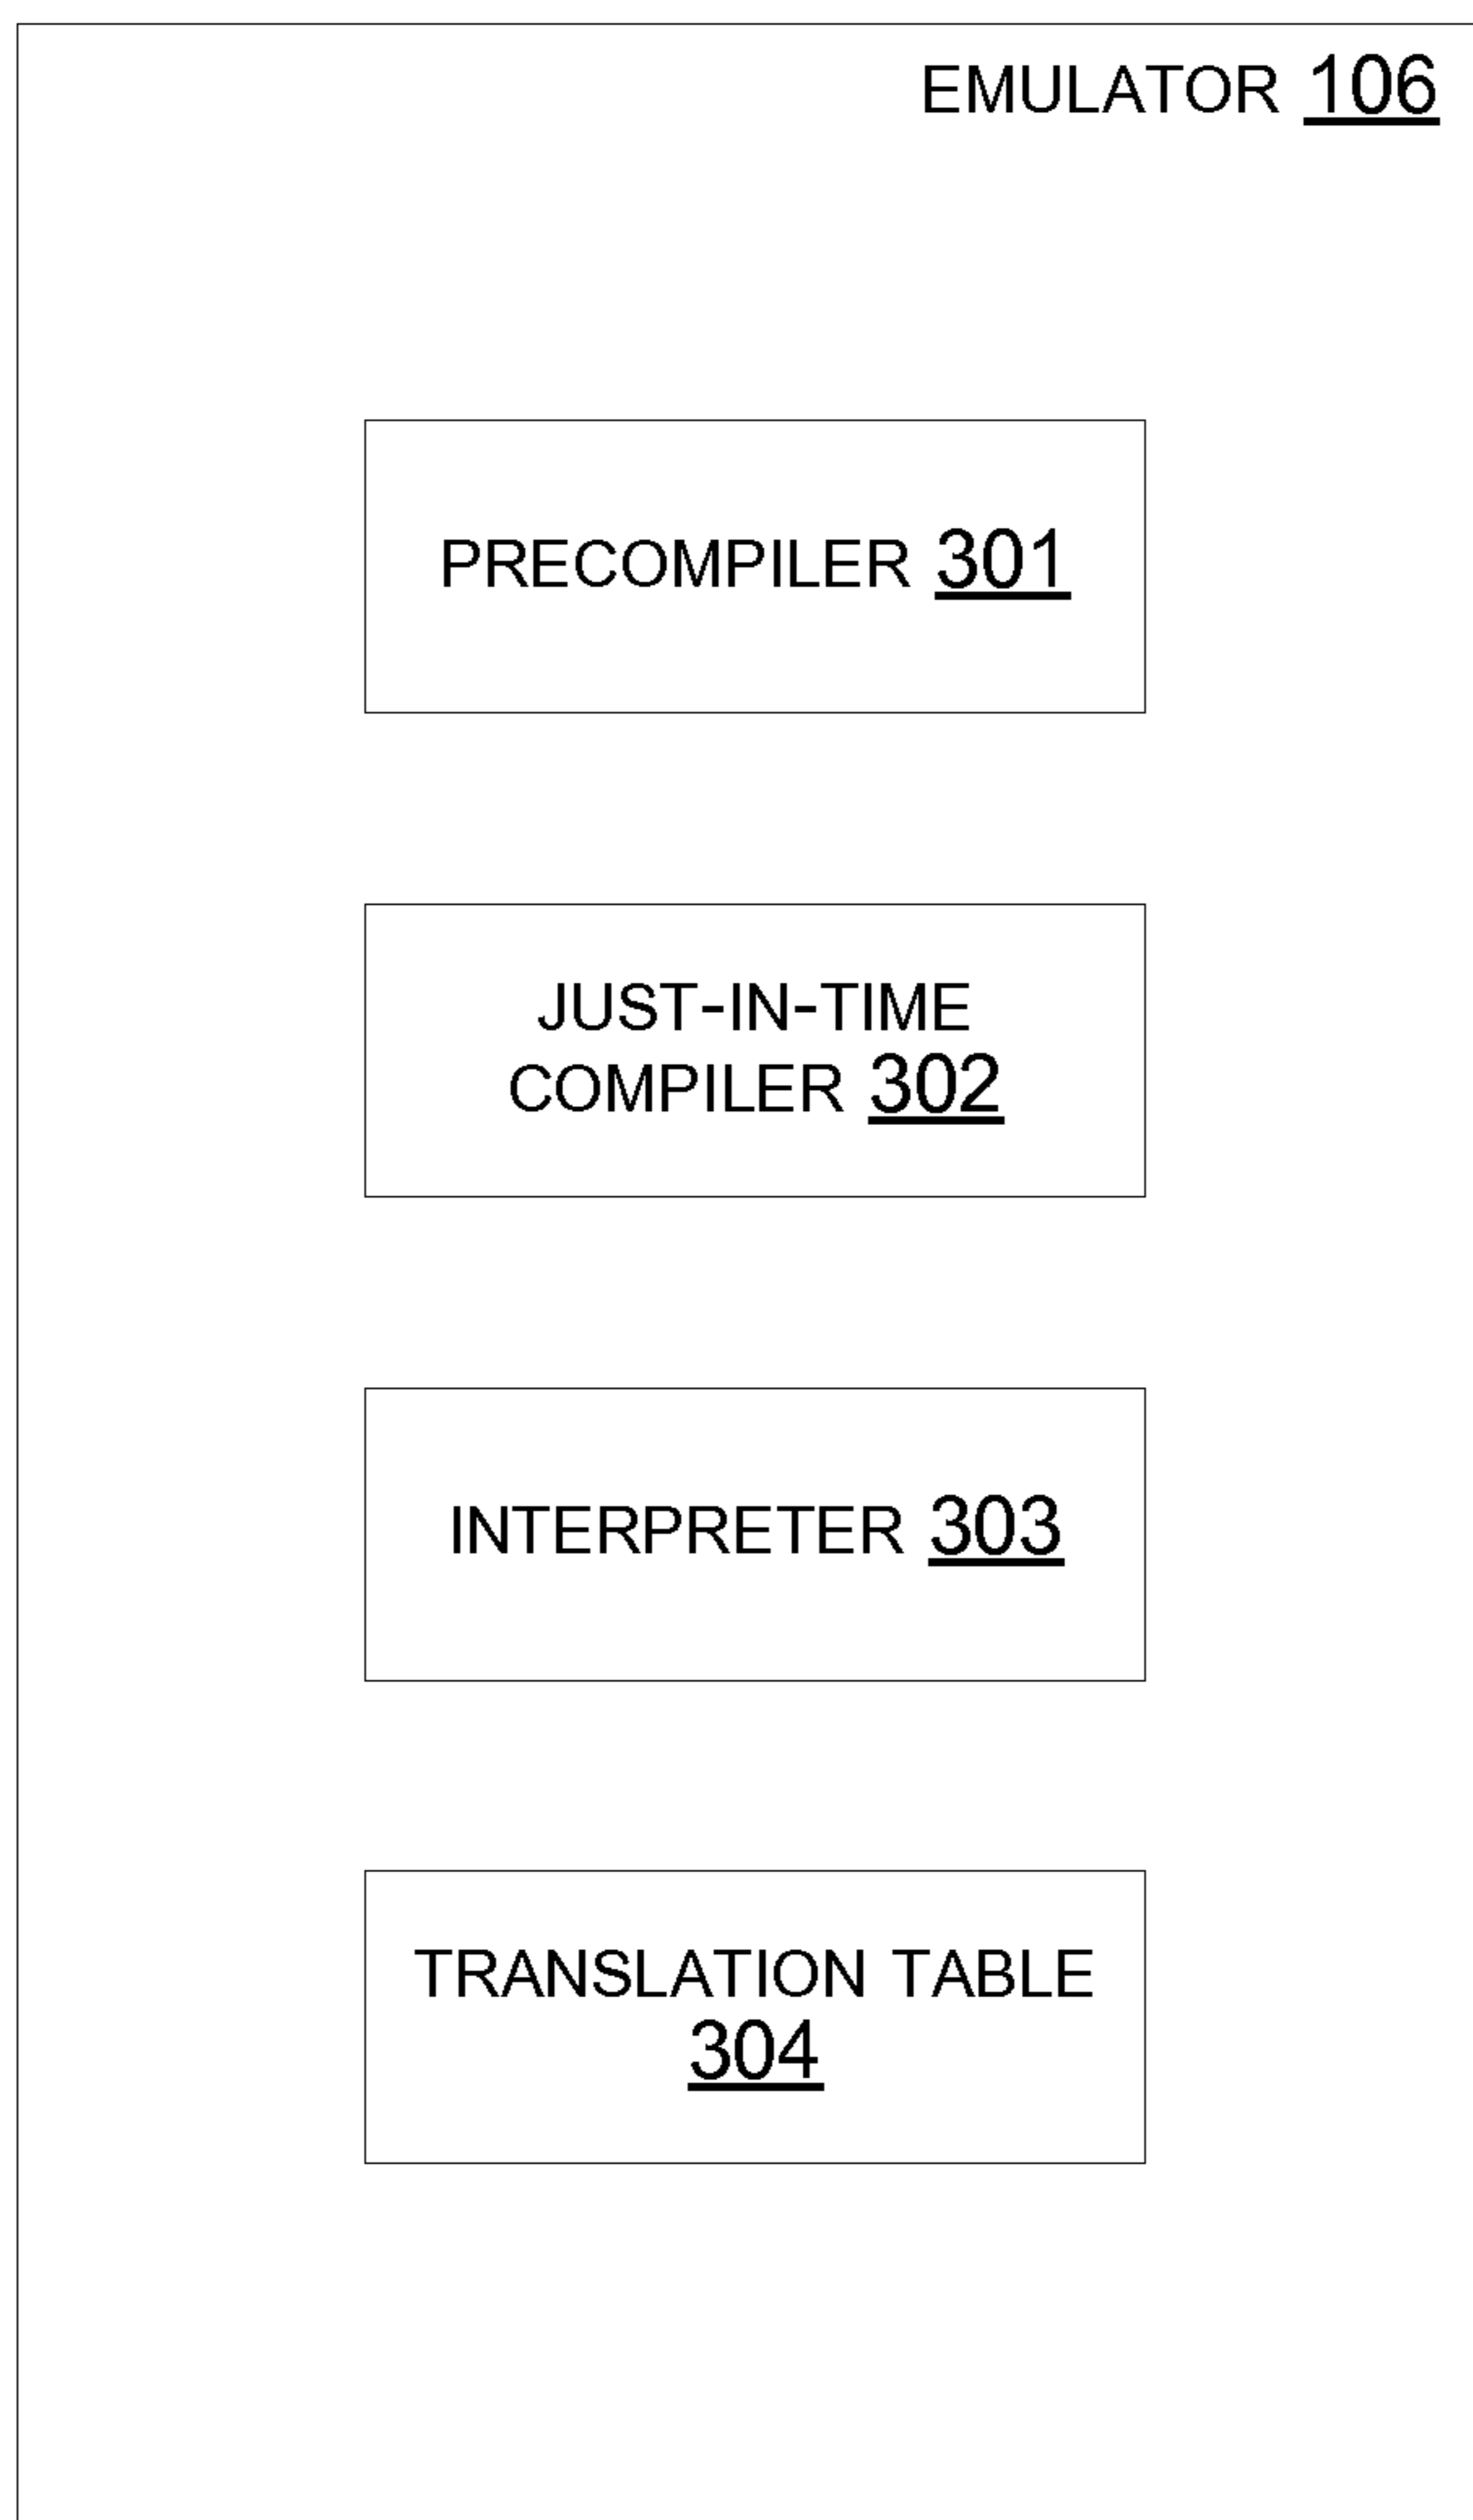 EMULATOR 106
PRECOMPILER 301
JUST-IN-TIME
COMPILER 302
INTERPRETER 303
TRANSLATION TABLE
304